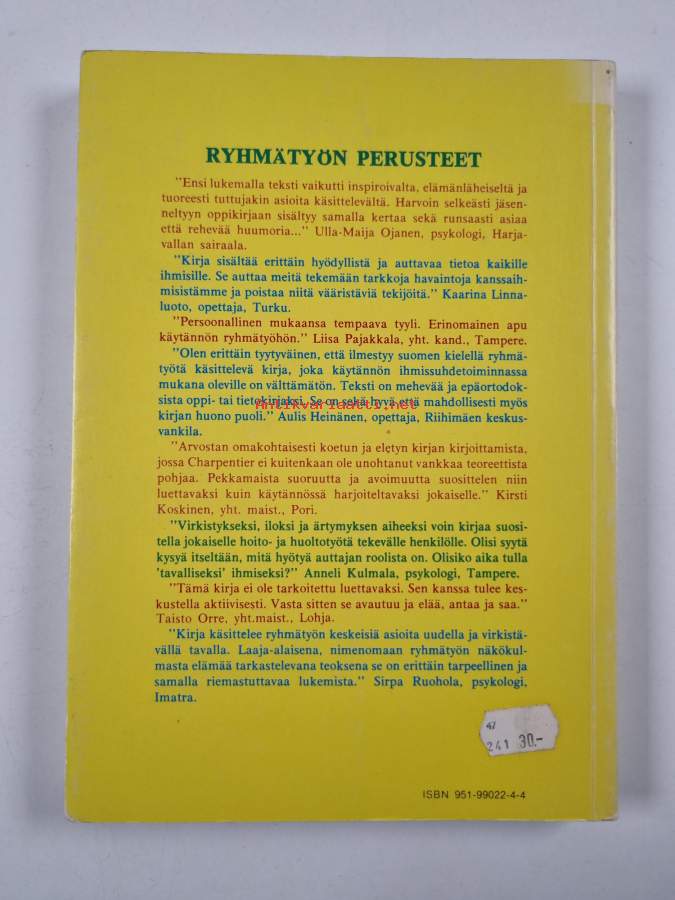 RYHMÄTYÖN PERUSTEET
"Ensi lukemalla teksti vaikutti inspiroivalta, elämänläheiseltä ja
tuoreesti tuttujakin asioita käsittelevältä. Harvoin selkeästi jäsen-
neltyyn oppikirjaan sisältyy samalla kertaa sekä runsaasti asiaa
että rehevää huumoria..." Ulla-Maija Ojanen, psykologi, Harja-
vallan sairaala.
"Kirja sisältää erittäin hyödyllistä ja auttavaa tietoa kaikille
ihmisille. Se auttaa meitä tekemään tarkkoja havaintoja kanssaih-
misistämme ja poistaa niitä vääristäviä tekijöitä." Kaarina Linna-
luoto, opettaja, Turku.
"Persoonallinen mukaansa tempaava tyyli. Erinomainen apu
käytännön ryhmätyöhön." Liisa Pajakkala, yht. kand., Tampere.
"Olen erittäin tyytyväinen, että ilmestyy suomen kielellä ryhmä-
työtä käsittelevä kirja, joka käytännön ihmissuhdetoiminnassa
mukana oleville on välttämätön. Teksti on mehevää ja epäortodok-
sista oppi- tai tietokirjaksi. Se on sekä hyvä että mahdollisesti myös
Antikvariaatti.net
kirjan huono puoli." Aulis Heinänen, opettaja, Riihimäen keskus-
vankila.
"Arvostan omakohtaisesti koetun ja eletyn kirjan kirjoittamista,
jossa Charpentier ei kuitenkaan ole unohtanut vankkaa teoreettista
pohjaa. Pekkamaista suoruutta ja avoimuutta suosittelen niin
luettavaksi kuin käytännössä harjoiteltavaksi jokaiselle." Kirsti
Koskinen, yht. maist., Pori.
"Virkistykseksi, iloksi ja ärtymyksen aiheeksi voin kirjaa suosi-
tella jokaiselle hoito- ja huoltotyötä tekevälle henkilölle. Olisi syytä
kysyä itseltään, mitä hyötyä auttajan roolista on. Olisiko aika tulla
'tavalliseksi' ihmiseksi?" Anneli Kulmala, psykologi, Tampere.
"Tämä kirja ei ole tarkoitettu luettavaksi. Sen kanssa tulee kes-
kustella aktiivisesti. Vasta sitten se avautuu ja elää, antaa ja saa."
Taisto Orre, yht.maist., Lohja.
"Kirja käsittelee ryhmätyön keskeisiä asioita uudella ja virkistä-
vällä tavalla. Laaja-alaisena, nimenomaan ryhmätyön näkökul-
masta elämää tarkastelevana teoksena se on erittäin tarpeellinen ja
samalla riemastuttavaa lukemista." Sirpa Ruohola, psykologi,
Imatra.
47
241 30.-
ISBN 951-99022-4-4